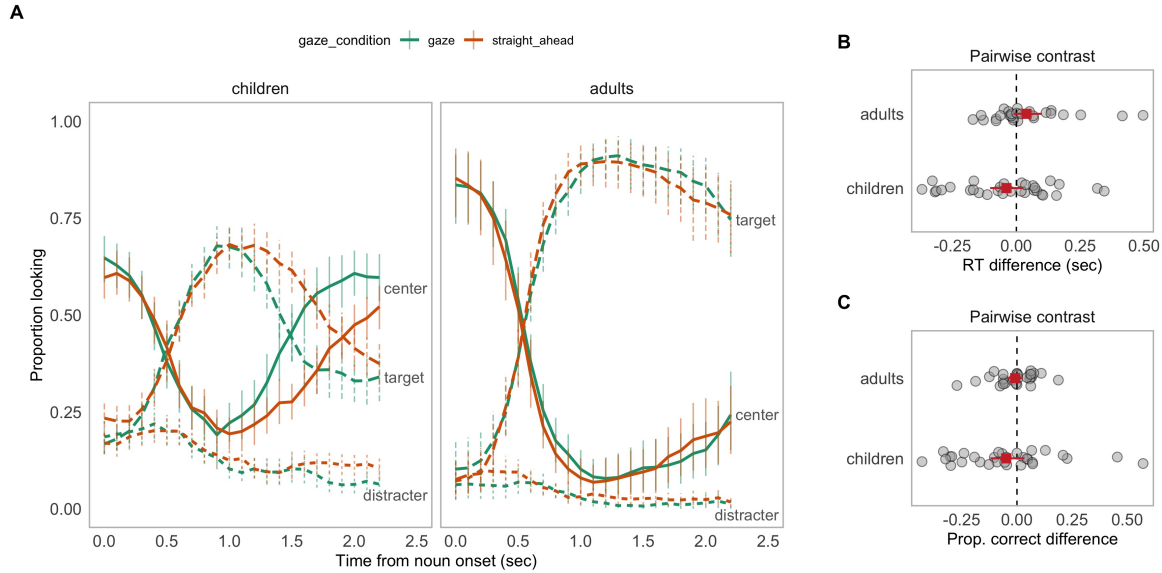 A
gaze_condition gaze straight_ahead
children adults
Proportion looking
1.00
0.75
0.50
0.25
0.00
center
target
distracter
target
center
distracter
0.0 0.5 1.0 1.5 2.0 2.5 0.0 0.5 1.0 1.5 2.0 2.5
Time from noun onset (sec)
B
Pairwise contrast
adults
children
-0.25 0.00 0.25 0.50
RT difference (sec)
C
Pairwise contrast
adults
children
-0.25 0.00 0.25 0.50
Prop. correct difference